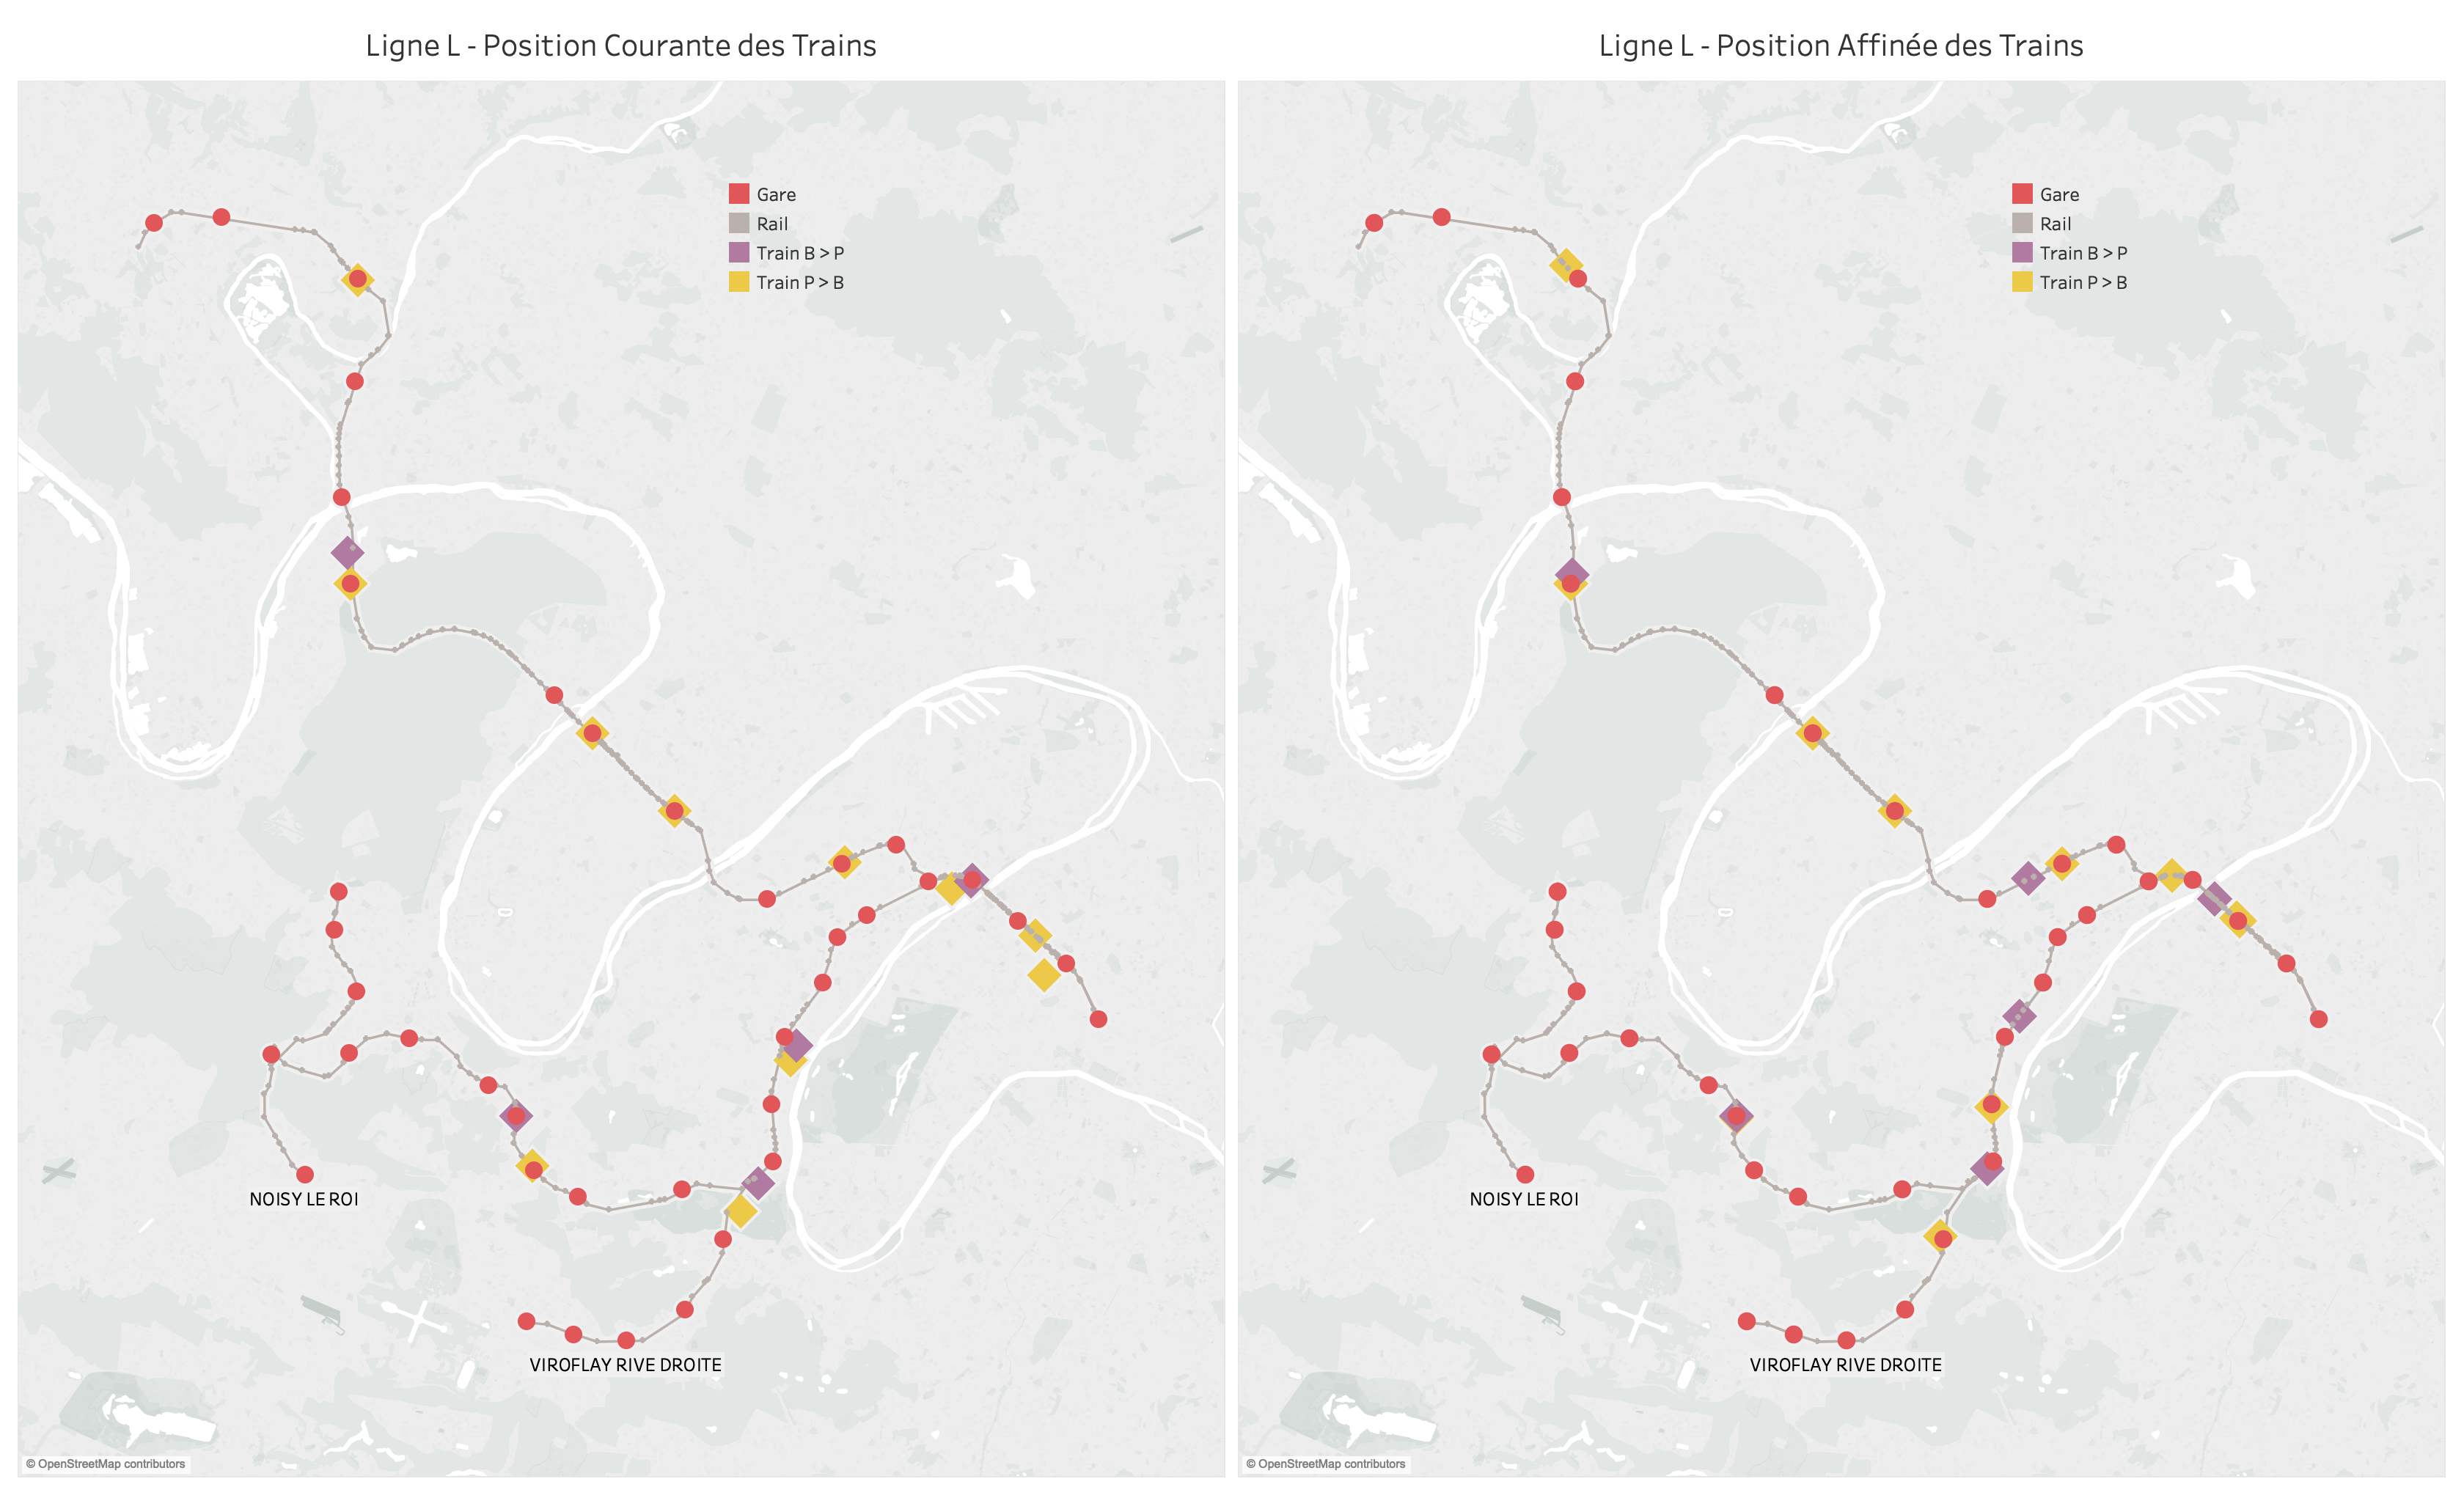 Ligne L - Position Courante des Trains
Gare
Rail
Train B > P
Train P > B
NOISY LE ROI
VIROFLAY RIVE DROITE
© OpenStreetMap contributors
Ligne L - Position Affinée des Trains
Gare
Rail
Train B > P
Train P > B
NOISY LE ROI
VIROFLAY RIVE DROITE
© OpenStreetMap contributors